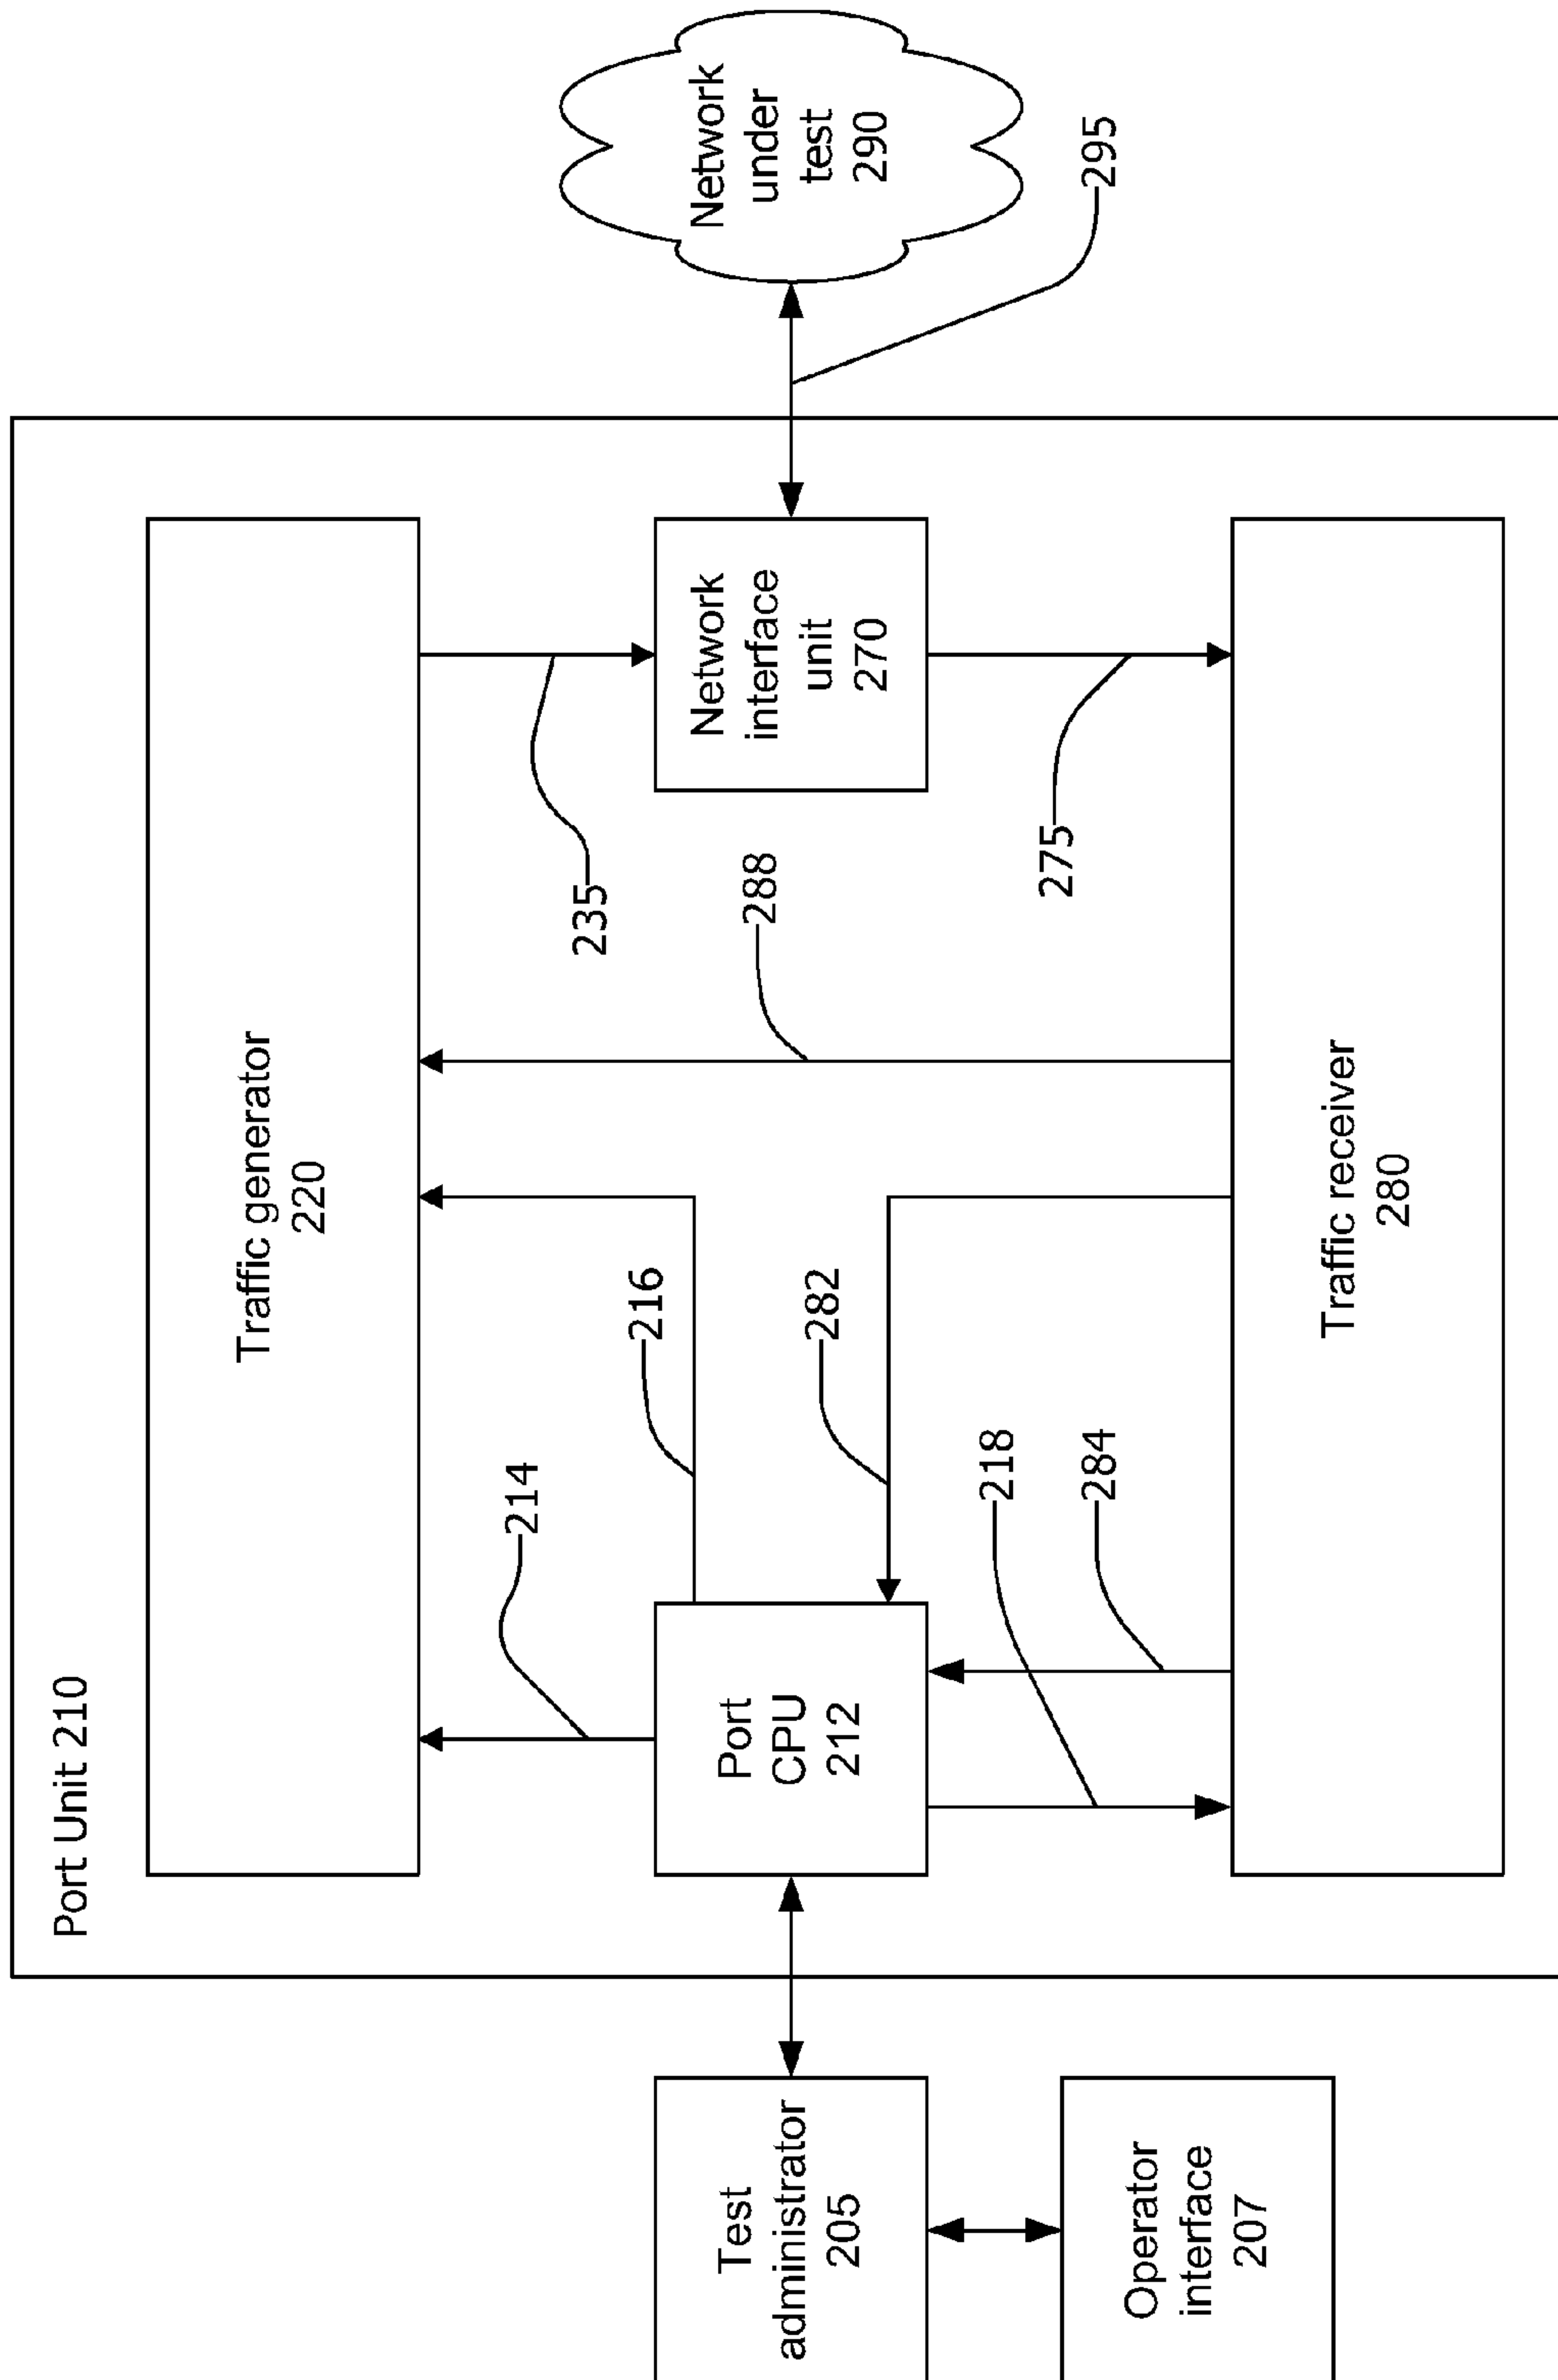 Port Unit 210
Traffic generator
220
214
216
235
Test
administrator
205
Port
CPU
212
288
Network
interface
unit
270
Network
under
test
290
282
218
284
275
295
Operator
interface
207
Traffic receiver
280